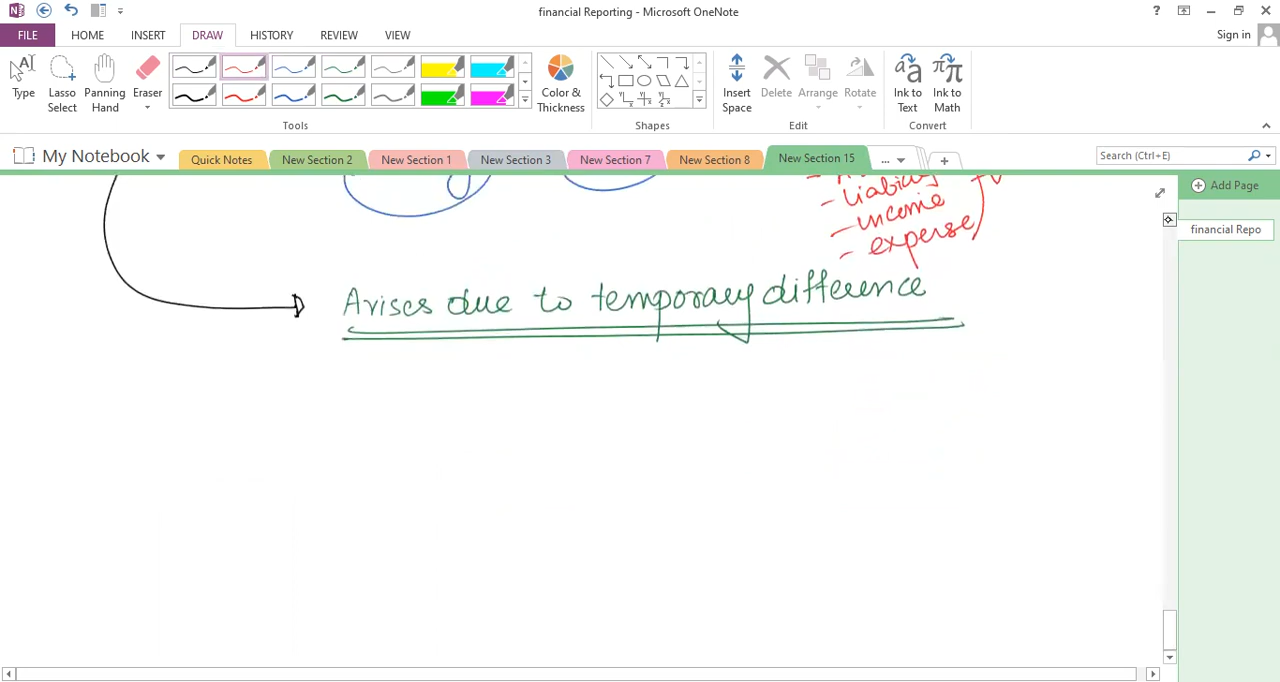 financial Reporting - Microsoft OneNote
?
FILE HOME INSERT DRAW HISTORY REVIEW VIEW
Sign in
Type
Lasso Select
Panning Hand
Eraser
Color & Thickness
Insert Space
Delete
Arrange
Rotate
Ink to Text
Ink to Math
Tools
Shapes
Edit
Convert
My Notebook
Quick Notes
New Section 2
New Section 1
New Section 3
New Section 7
New Section 8
New Section 15
...
Search (Ctrl+E)
Add Page
financial Repo
- liability
- income
- expense
Arises due to temporary difference